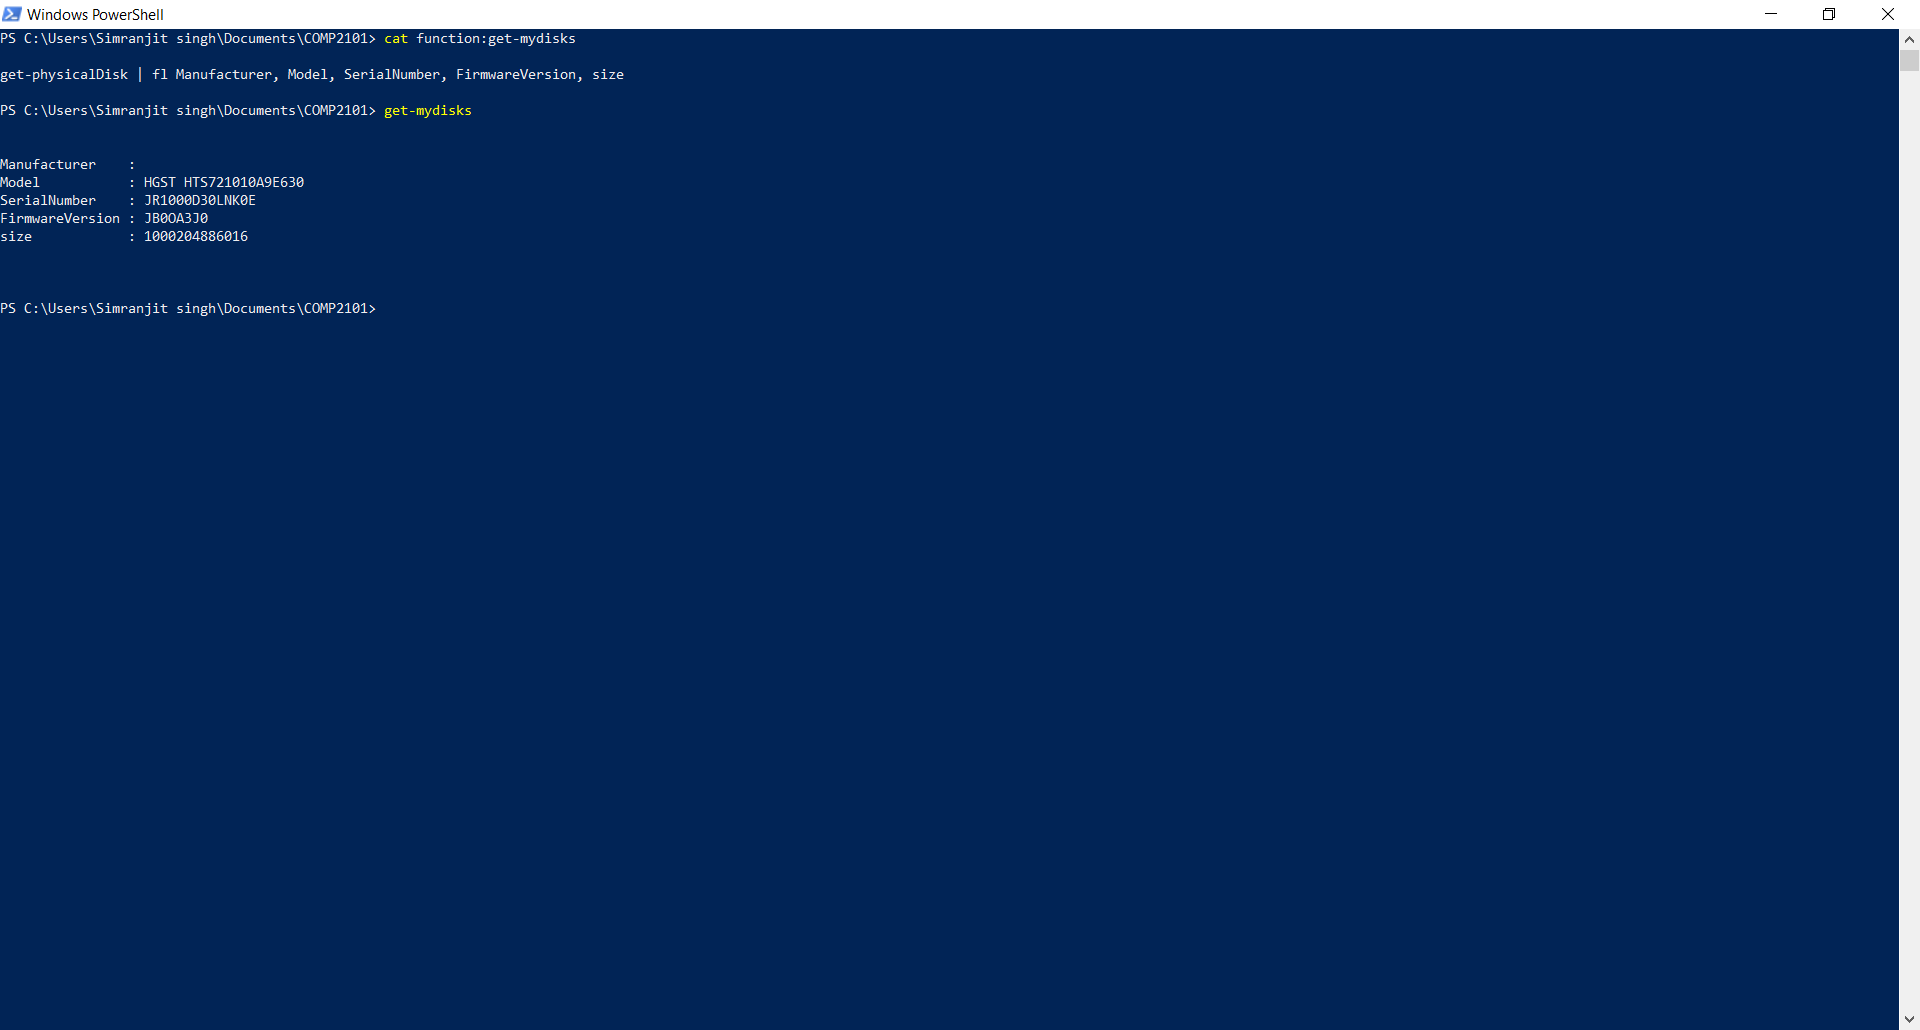 Windows PowerShell
PS C:\Users\Simranjit singh\Documents\COMP2101> cat function:get-mydisks
get-physicalDisk | fl Manufacturer, Model, SerialNumber, FirmwareVersion, size
PS C:\Users\Simranjit singh\Documents\COMP2101> get-mydisks
Manufacturer    :
Model           : HGST HTS721010A9E630
SerialNumber    : JR1000D30LNK0E
FirmwareVersion : JB0OA3J0
size            : 1000204886016
PS C:\Users\Simranjit singh\Documents\COMP2101>